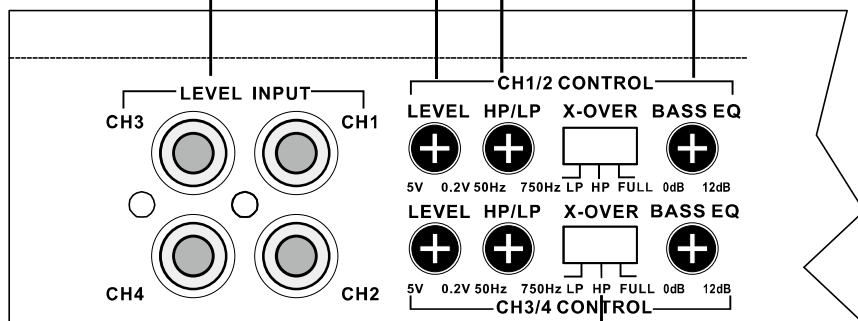 LEVEL INPUT
CH3
CH1
CH4
CH2
CH1/2 CONTROL
LEVEL HP/LP X-OVER BASS EQ
5V 0.2V 50Hz 750Hz LP HP FULL 0dB 12dB
LEVEL HP/LP X-OVER BASS EQ
5V 0.2V 50Hz 750Hz LP HP FULL 0dB 12dB
CH3/4 CONTROL